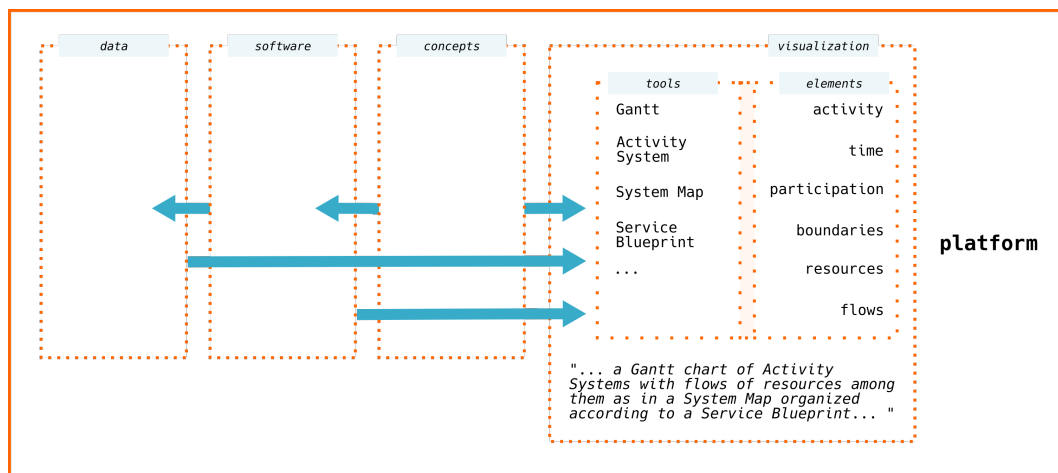 data
software
concepts
visualization
tools
elements
Gantt
activity
Activity
System
time
System Map
participation
Service
Blueprint
boundaries
...
resources
flows
platform
"... a Gantt chart of Activity
Systems with flows of resources among
them as in a System Map organized
according to a Service Blueprint... "